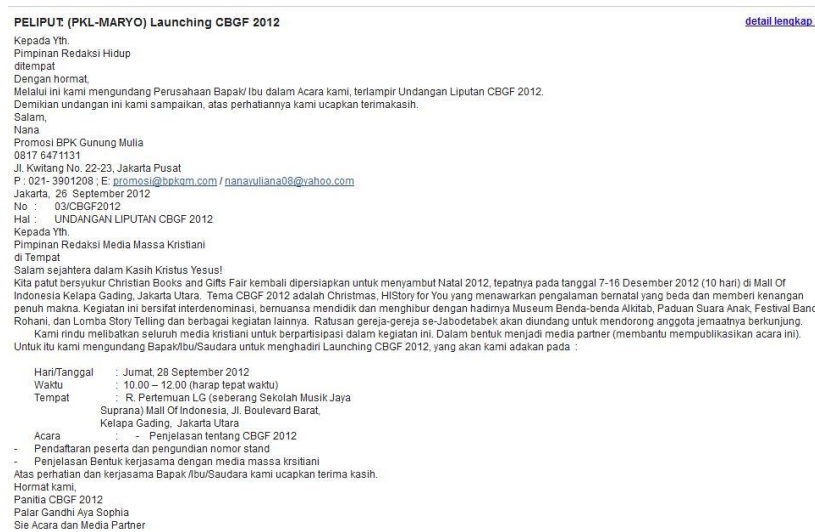 PELIPUT: (PKL-MARYO) Launching CBGF 2012
detail lengkap
Kepada Yth.
Pimpinan Redaksi Hidup
ditempat
Dengan hormat,
Melalui ini kami mengundang Perusahaan Bapak/ Ibu dalam Acara kami, terlampir Undangan Liputan CBGF 2012.
Demikian undangan ini kami sampaikan, atas perhatiannya kami ucapkan terimakasih.
Salam,
Nana
Promosi BPK Gunung Mulia
0817 6471131
Jl. Kwitang No. 22-23, Jakarta Pusat
P : 021- 3901208 ; E: promosi@bpkgm.com / nanayuliana08@yahoo.com
Jakarta, 26 September 2012
No : 03/CBGF2012
Hal : UNDANGAN LIPUTAN CBGF 2012
Kepada Yth.
Pimpinan Redaksi Media Massa Kristiani
di Tempat
Salam sejahtera dalam Kasih Kristus Yesus!
Kita patut bersyukur Christian Books and Gifts Fair kembali dipersiapkan untuk menyambut Natal 2012, tepatnya pada tanggal 7-16 Desember 2012 (10 hari) di Mall Of
Indonesia Kelapa Gading, Jakarta Utara. Tema CBGF 2012 adalah Christmas, HIStory for You yang menawarkan pengalaman bernatal yang beda dan memberi kenangan
penuh makna. Kegiatan ini bersifat interdenominasi, bernuansa mendidik dan menghibur dengan hadirnya Museum Benda-benda Alkitab, Paduan Suara Anak, Festival Band
Rohani, dan Lomba Story Telling dan berbagai kegiatan lainnya. Ratusan gereja-gereja se-Jabodetabek akan diundang untuk mendorong anggota jemaatnya berkunjung.
Kami rindu melibatkan seluruh media kristiani untuk berpartisipasi dalam kegiatan ini. Dalam bentuk menjadi media partner (membantu mempublikasikan acara ini).
Untuk itu kami mengundang Bapak/Ibu/Saudara untuk menghadiri Launching CBGF 2012, yang akan kami adakan pada :
Hari/Tanggal : Jumat, 28 September 2012
Waktu : 10.00 – 12.00 (harap tepat waktu)
Tempat : R. Pertemuan LG (seberang Sekolah Musik Jaya
Suprana) Mall Of Indonesia, Jl. Boulevard Barat,
Kelapa Gading, Jakarta Utara
Acara : - Penjelasan tentang CBGF 2012
- Pendaftaran peserta dan pengundian nomor stand
- Penjelasan Bentuk kerjasama dengan media massa krsitiani
Atas perhatian dan kerjasama Bapak /Ibu/Saudara kami ucapkan terima kasih.
Hormat kami,
Panitia CBGF 2012
Palar Gandhi Aya Sophia
Sie Acara dan Media Partner